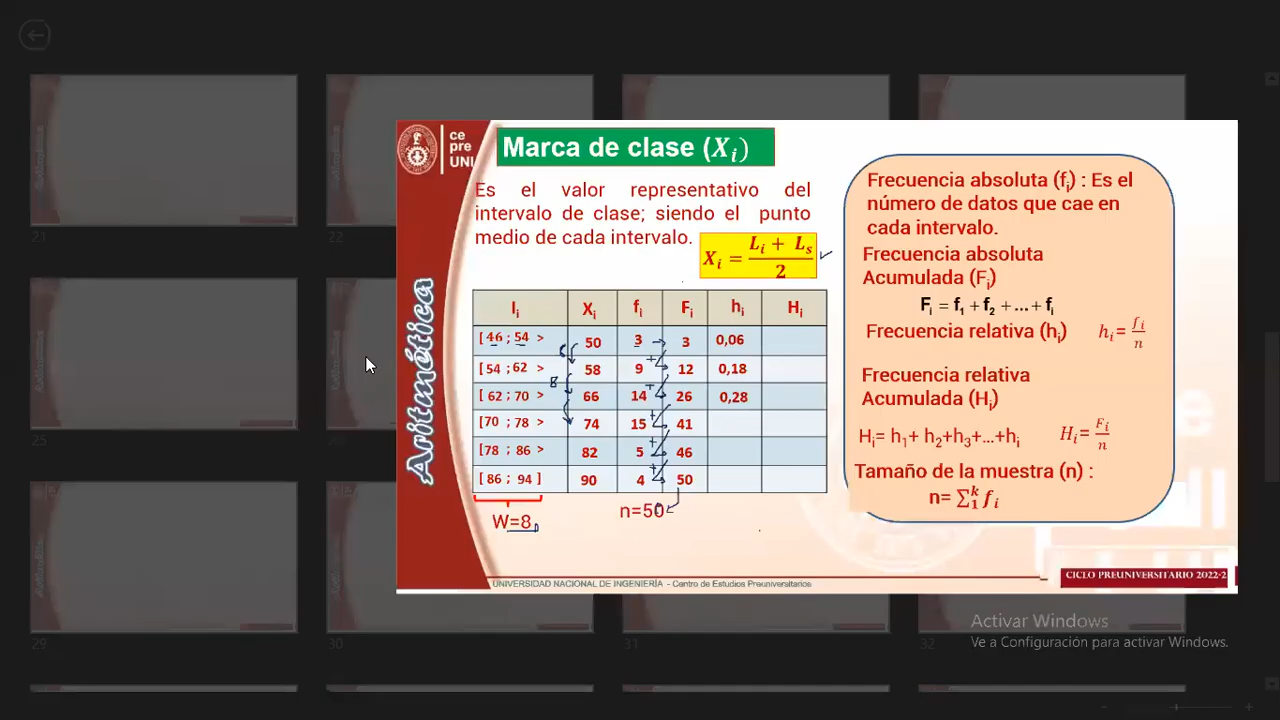 ce
pre
UNI
Marca de clase (Xi)
Es el valor representativo del
intervalo de clase; siendo el punto
medio de cada intervalo.
Xi = Li + Ls / 2
Aritmética
Ii Xi fi Fi hi Hi
[ 46 ; 54 > 50 3 3 0,06
[ 54 ; 62 > 58 9 12 0,18
[ 62 ; 70 > 66 14 26 0,28
[70 ; 78 > 74 15 41
[78 ; 86 > 82 5 46
[ 86 ; 94 ] 90 4 50
8
W=8
n=50
Frecuencia absoluta (fi) : Es el
número de datos que cae en
cada intervalo.
Frecuencia absoluta
Acumulada (Fi)
Fi = f1 + f2 + ... + fi
Frecuencia relativa (hi) hi = fi / n
Frecuencia relativa
Acumulada (Hi)
Hi= h1+ h2+h3+...+hi Hi = Fi / n
Tamaño de la muestra (n) :
n= ∑1k fi
UNIVERSIDAD NACIONAL DE INGENIERÍA - Centro de Estudios Preuniversitarios
CICLO PREUNIVERSITARIO 2022-2
Activar Windows
Ve a Configuración para activar Windows.
21
22
25
29
30
31
32